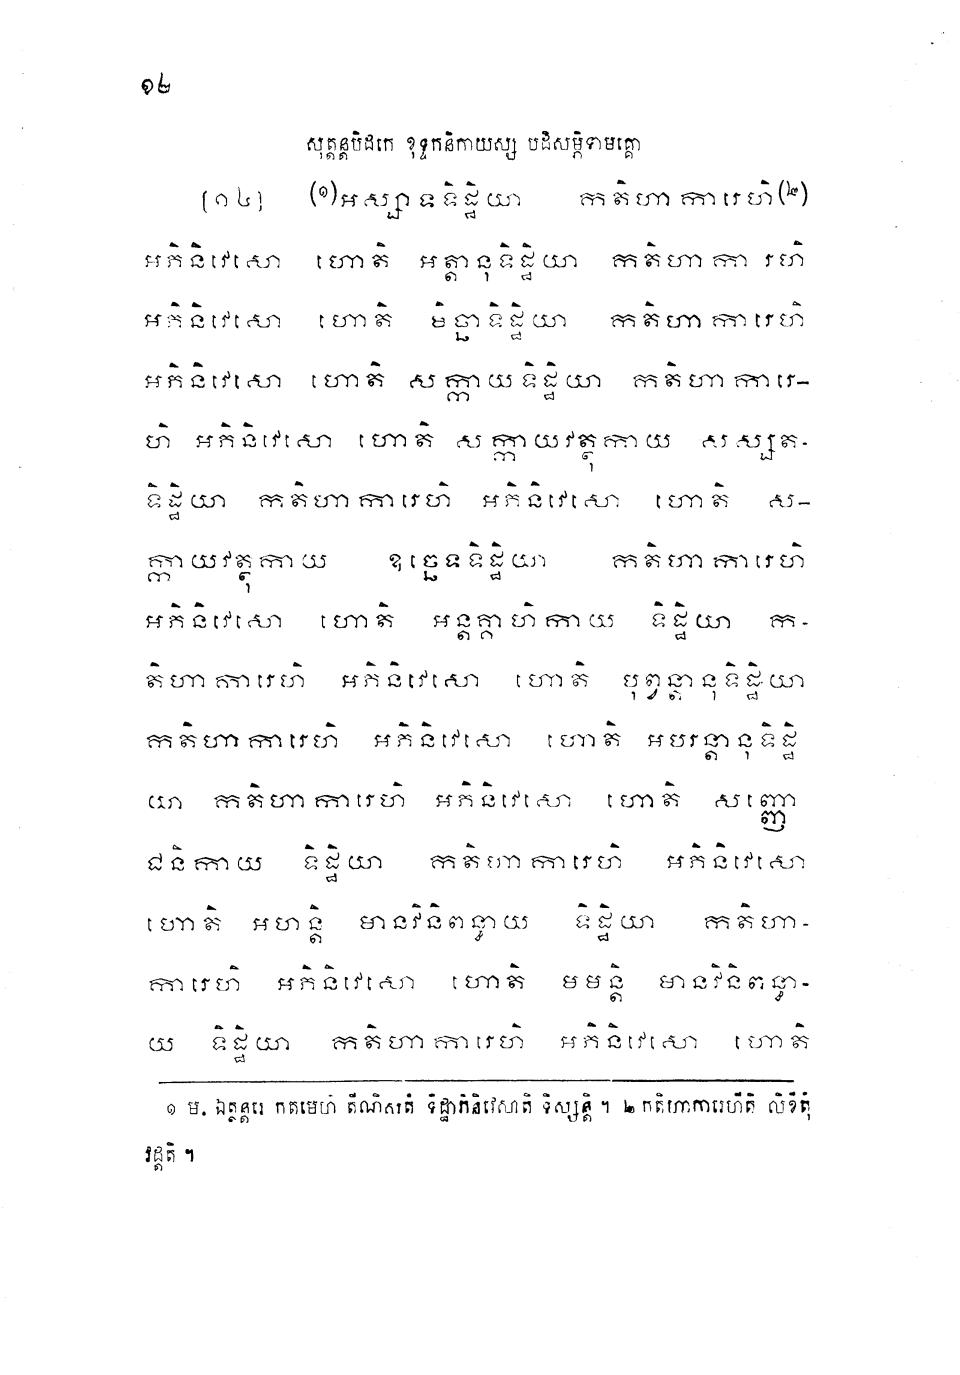 ១២
សុត្តន្តបិដកេ ខុទ្ទកនិកាយស្ស បដិសម្ភិទាមគ្គោ
[១៤] (១)អស្សាទទិដ្ឋិយា កតិហាការេហិ(២)
អភិនិវេសោ ហោតិ អត្តានុទិដ្ឋិយា កតិហាការេហិ
អភិនិវេសោ ហោតិ មិច្ឆាទិដ្ឋិយា កតិហាការេហិ
អភិនិវេសោ ហោតិ សក្កាយទិដ្ឋិយា កតិហាការេ-
ហិ អភិនិវេសោ ហោតិ សក្កាយវត្ថុកាយ សស្សត-
ទិដ្ឋិយា កតិហាការេហិ អភិនិវេសោ ហោតិ ស-
ក្កាយវត្ថុកាយ ឧច្ឆេទទិដ្ឋិយា កតិហាការេហិ
អភិនិវេសោ ហោតិ អន្តគ្គាហិកាយ ទិដ្ឋិយា ក-
តិហាការេហិ អភិនិវេសោ ហោតិ បុព្វន្តានុទិដ្ឋិយា
កតិហាការេហិ អភិនិវេសោ ហោតិ អបរន្តានុទិដ្ឋិ
យា កតិហាការេហិ អភិនិវេសោ ហោតិ សញ្ញោ
ជនិកាយ ទិដ្ឋិយា កតិហាការេហិ អភិនិវេសោ
ហោតិ អហន្តិ មានវិនិពន្ធាយ ទិដ្ឋិយា កតិហា-
ការេហិ អភិនិវេសោ ហោតិ មមន្តិ មានវិនិពន្ធា-
យ ទិដ្ឋិយា កតិហាការេហិ អភិនិវេសោ ហោតិ
១ ម. ឯត្ថន្តរេ កតមេហិ តីណិសតំ ទិដ្ឋាភិនិវេសាតិ ទិស្សន្តិ ។ ២ កតិហាការេហីតិ លិខិតុំ
វដ្ដតិ ។